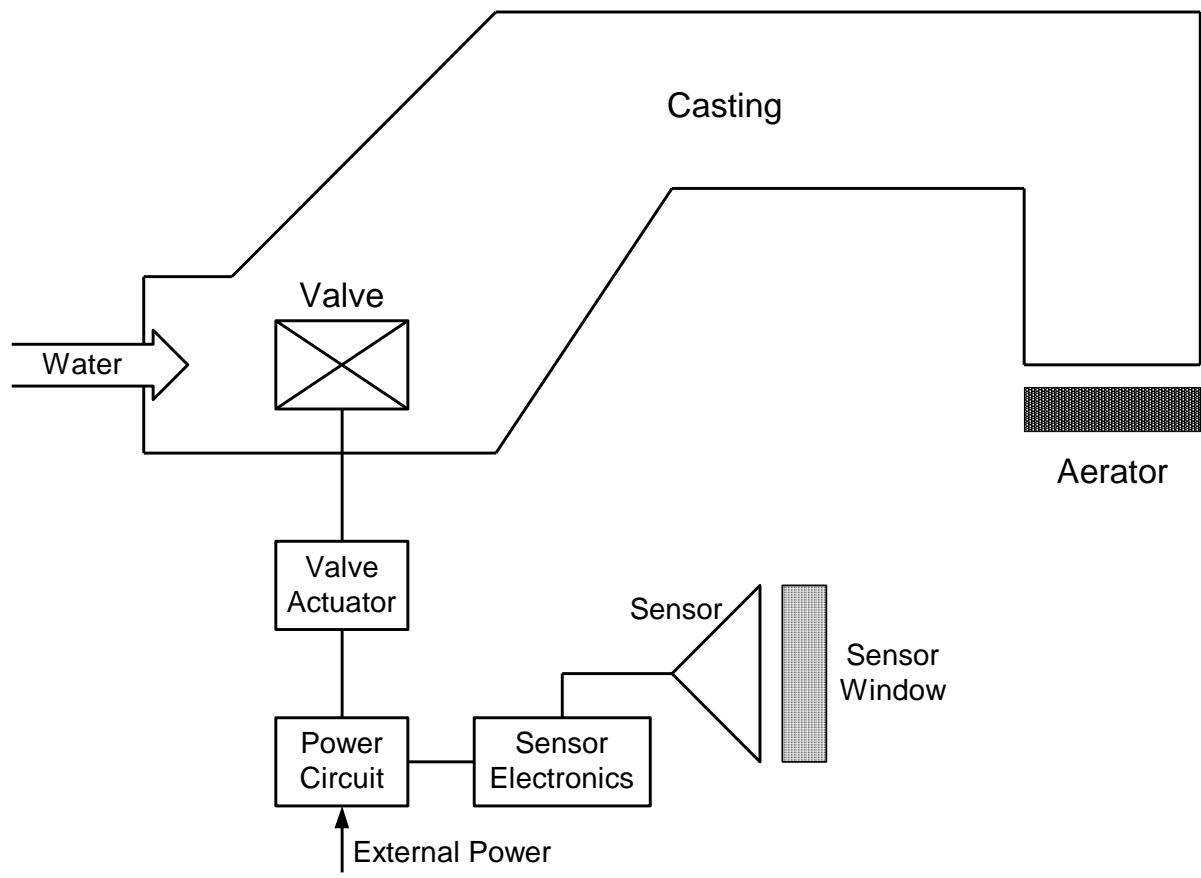 Casting
Valve
Water
Aerator
Valve
Actuator
Sensor
Sensor
Window
Power
Circuit
Sensor
Electronics
External Power